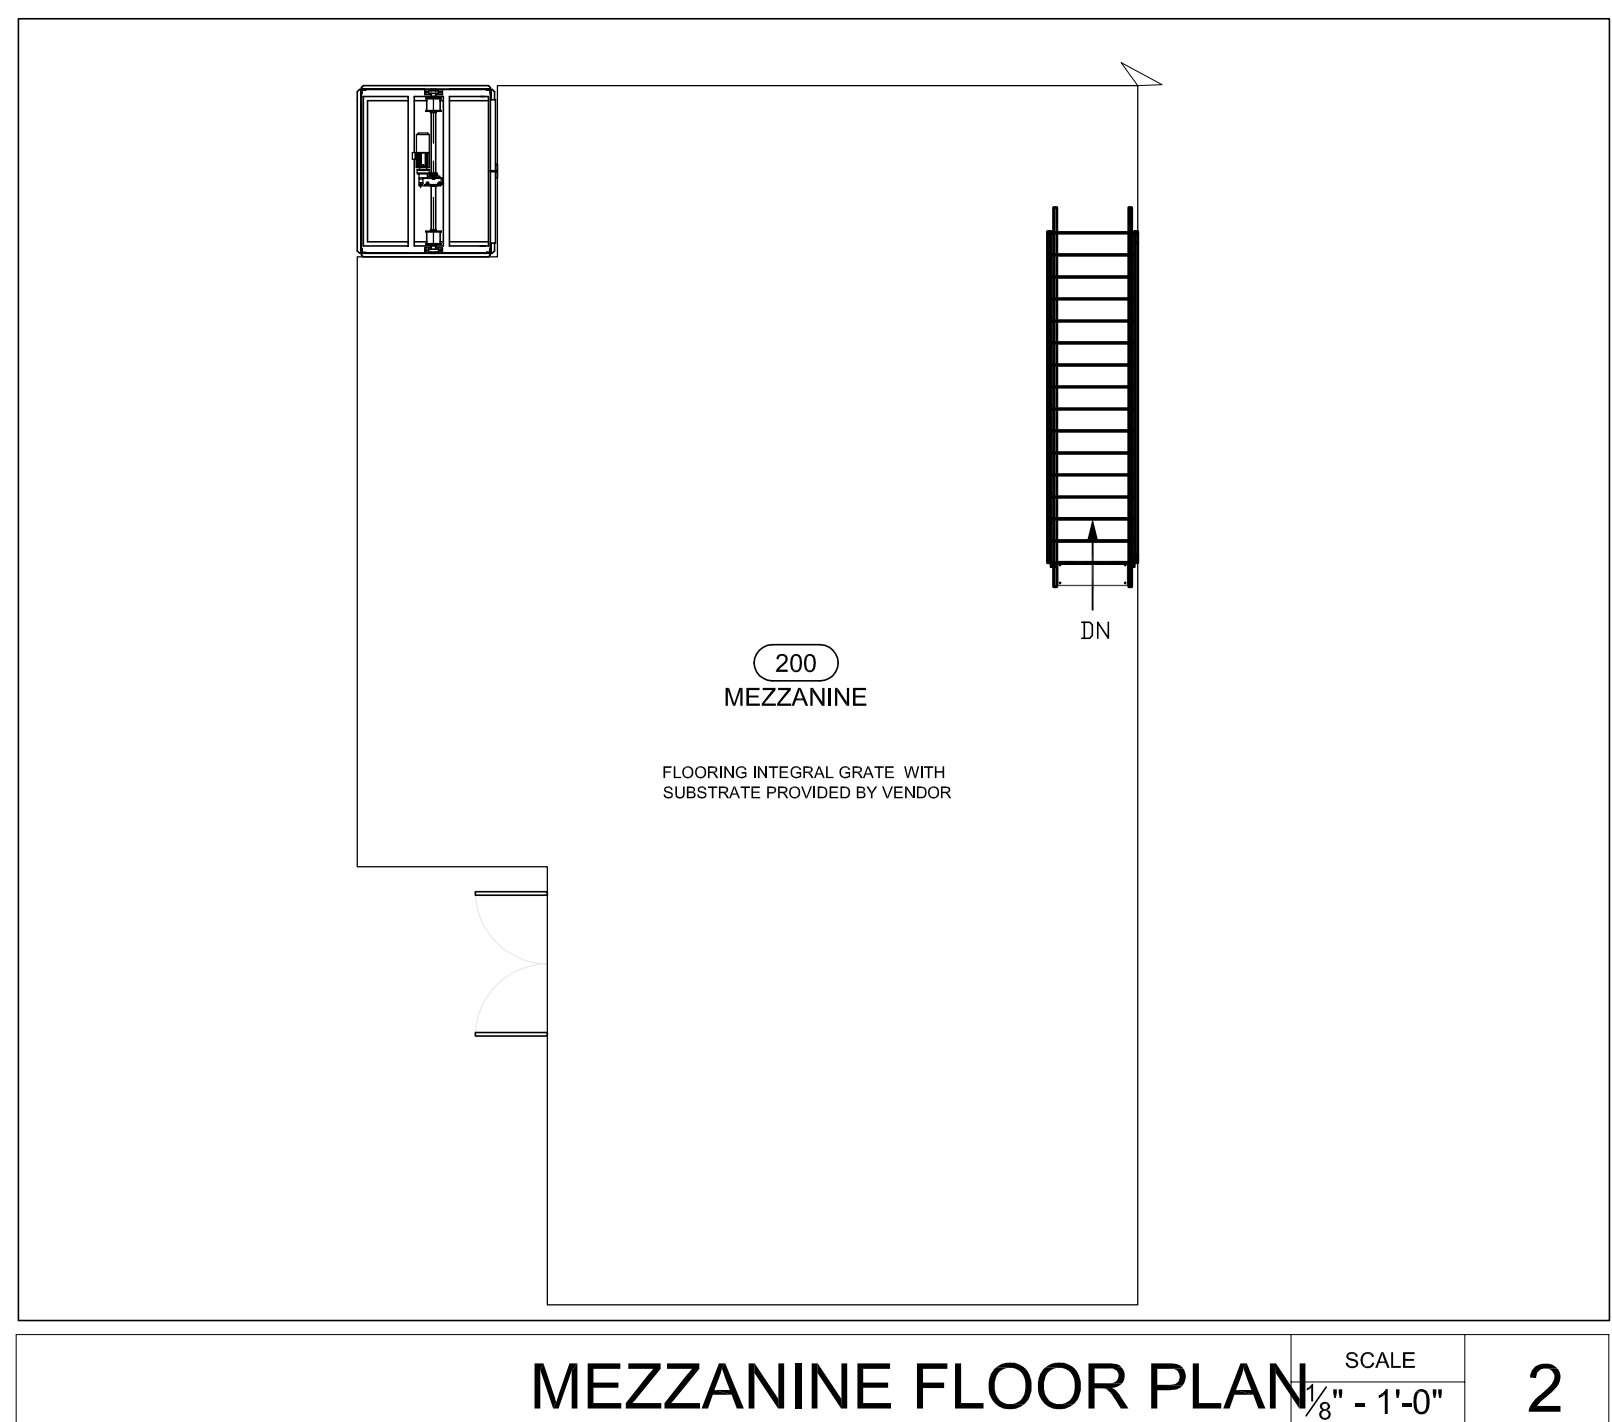 DN
200
MEZZANINE
FLOORING INTEGRAL GRATE WITH
SUBSTRATE PROVIDED BY VENDOR
MEZZANINE FLOOR PLAN
SCALE
⅛" - 1'-0"
2